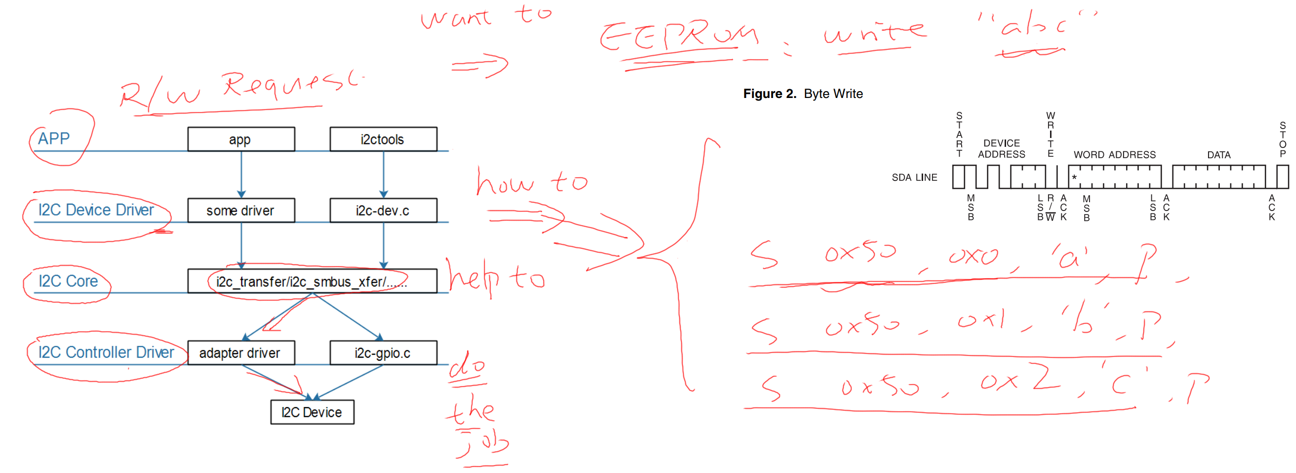 want to
EEPROM : write "abc"
R/W Request
Figure 2. Byte Write
START
WRITE
STOP
DEVICE ADDRESS
WORD ADDRESS
DATA
SDA LINE
*
MSB
LSB
R/W
ACK
MSB
LSB
ACK
ACK
APP
app
i2ctools
how to
I2C Device Driver
some driver
i2c-dev.c
I2C Core
i2c_transfer/i2c_smbus_xfer/......
help to
I2C Controller Driver
adapter driver
i2c-gpio.c
do
the
job
I2C Device
S 0x50, 0x0, 'a', P,
S 0x50, 0x1, 'b', P,
S 0x50, 0x2, 'c', P